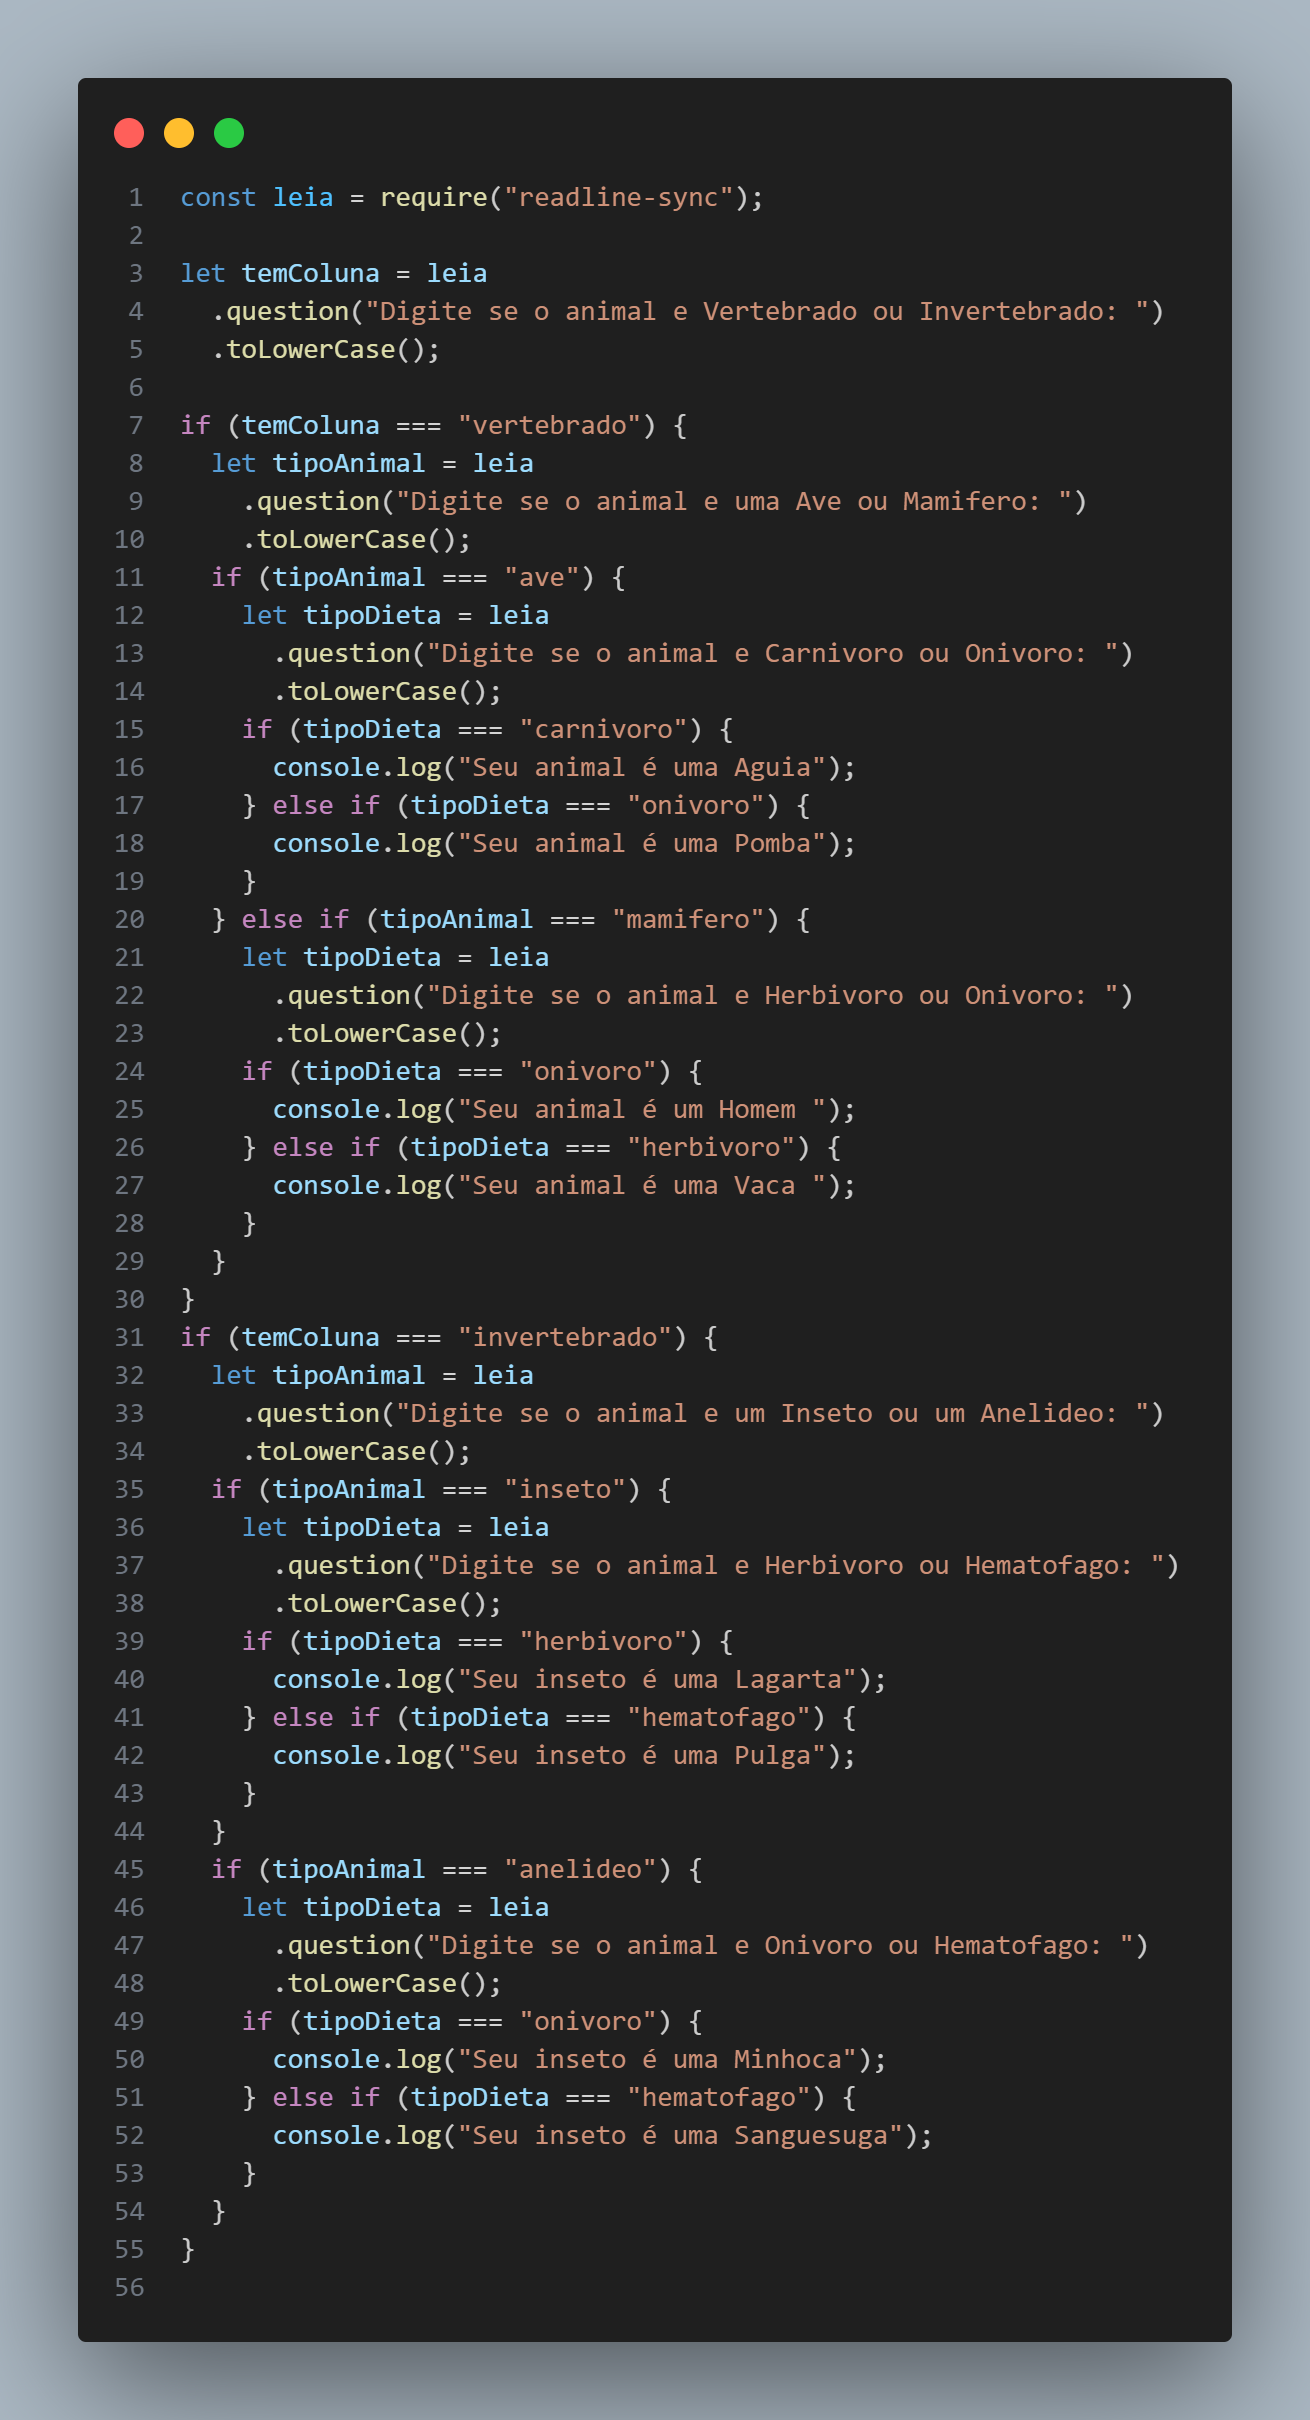 1 const leia = require("readline-sync");
2
3 let temColuna = leia
4   .question("Digite se o animal e Vertebrado ou Invertebrado: ")
5   .toLowerCase();
6
7 if (temColuna === "vertebrado") {
8   let tipoAnimal = leia
9     .question("Digite se o animal e uma Ave ou Mamifero: ")
10     .toLowerCase();
11   if (tipoAnimal === "ave") {
12     let tipoDieta = leia
13       .question("Digite se o animal e Carnivoro ou Onivoro: ")
14       .toLowerCase();
15     if (tipoDieta === "carnivoro") {
16       console.log("Seu animal é uma Aguia");
17     } else if (tipoDieta === "onivoro") {
18       console.log("Seu animal é uma Pomba");
19     }
20   } else if (tipoAnimal === "mamifero") {
21     let tipoDieta = leia
22       .question("Digite se o animal e Herbivoro ou Onivoro: ")
23       .toLowerCase();
24     if (tipoDieta === "onivoro") {
25       console.log("Seu animal é um Homem ");
26     } else if (tipoDieta === "herbivoro") {
27       console.log("Seu animal é uma Vaca ");
28     }
29   }
30 }
31 if (temColuna === "invertebrado") {
32   let tipoAnimal = leia
33     .question("Digite se o animal e um Inseto ou um Anelideo: ")
34     .toLowerCase();
35   if (tipoAnimal === "inseto") {
36     let tipoDieta = leia
37       .question("Digite se o animal e Herbivoro ou Hematofago: ")
38       .toLowerCase();
39     if (tipoDieta === "herbivoro") {
40       console.log("Seu inseto é uma Lagarta");
41     } else if (tipoDieta === "hematofago") {
42       console.log("Seu inseto é uma Pulga");
43     }
44   }
45   if (tipoAnimal === "anelideo") {
46     let tipoDieta = leia
47       .question("Digite se o animal e Onivoro ou Hematofago: ")
48       .toLowerCase();
49     if (tipoDieta === "onivoro") {
50       console.log("Seu inseto é uma Minhoca");
51     } else if (tipoDieta === "hematofago") {
52       console.log("Seu inseto é uma Sanguesuga");
53     }
54   }
55 }
56